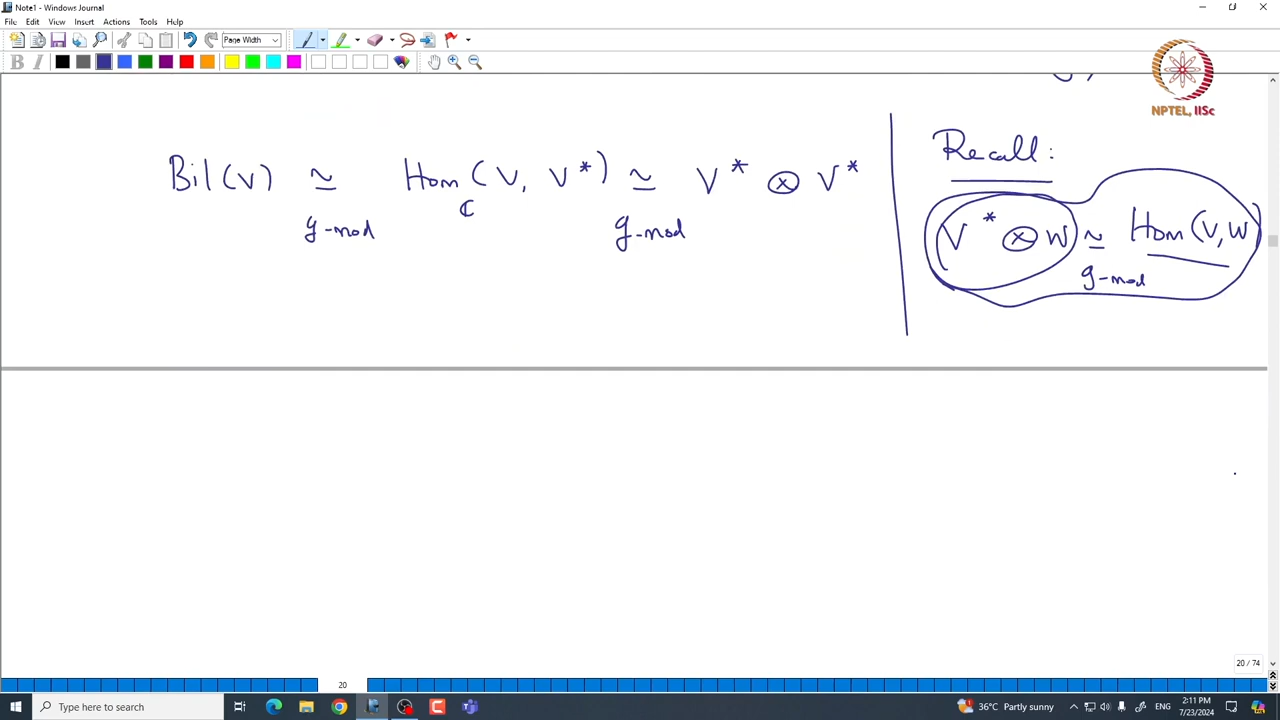 Note1 - Windows Journal
File Edit View Insert Actions Tools Help
Page Width
NPTEL, IISc
Recall:
Bil(V) ≃ Hom(V, V*) ≃ V* ⊗ V*
g-mod ℂ g-mod
V* ⊗ W ≃ Hom(V, W)
g-mod
20 / 74
20
Type here to search
36°C Partly sunny
ENG
2:11 PM
7/23/2024